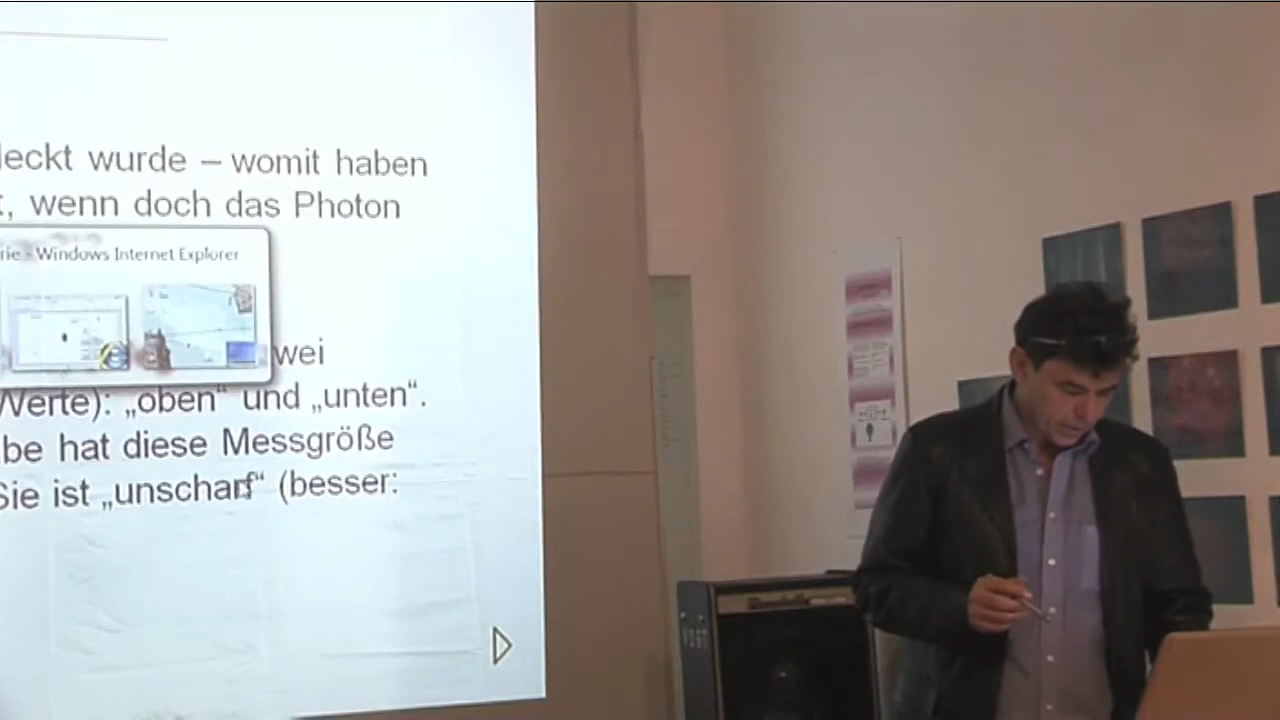 deckt wurde – womit haben
t, wenn doch das Photon
rie - Windows Internet Explorer
wei
Werte): „oben“ und „unten“.
be hat diese Messgröße
Sie ist „unscharf“ (besser: